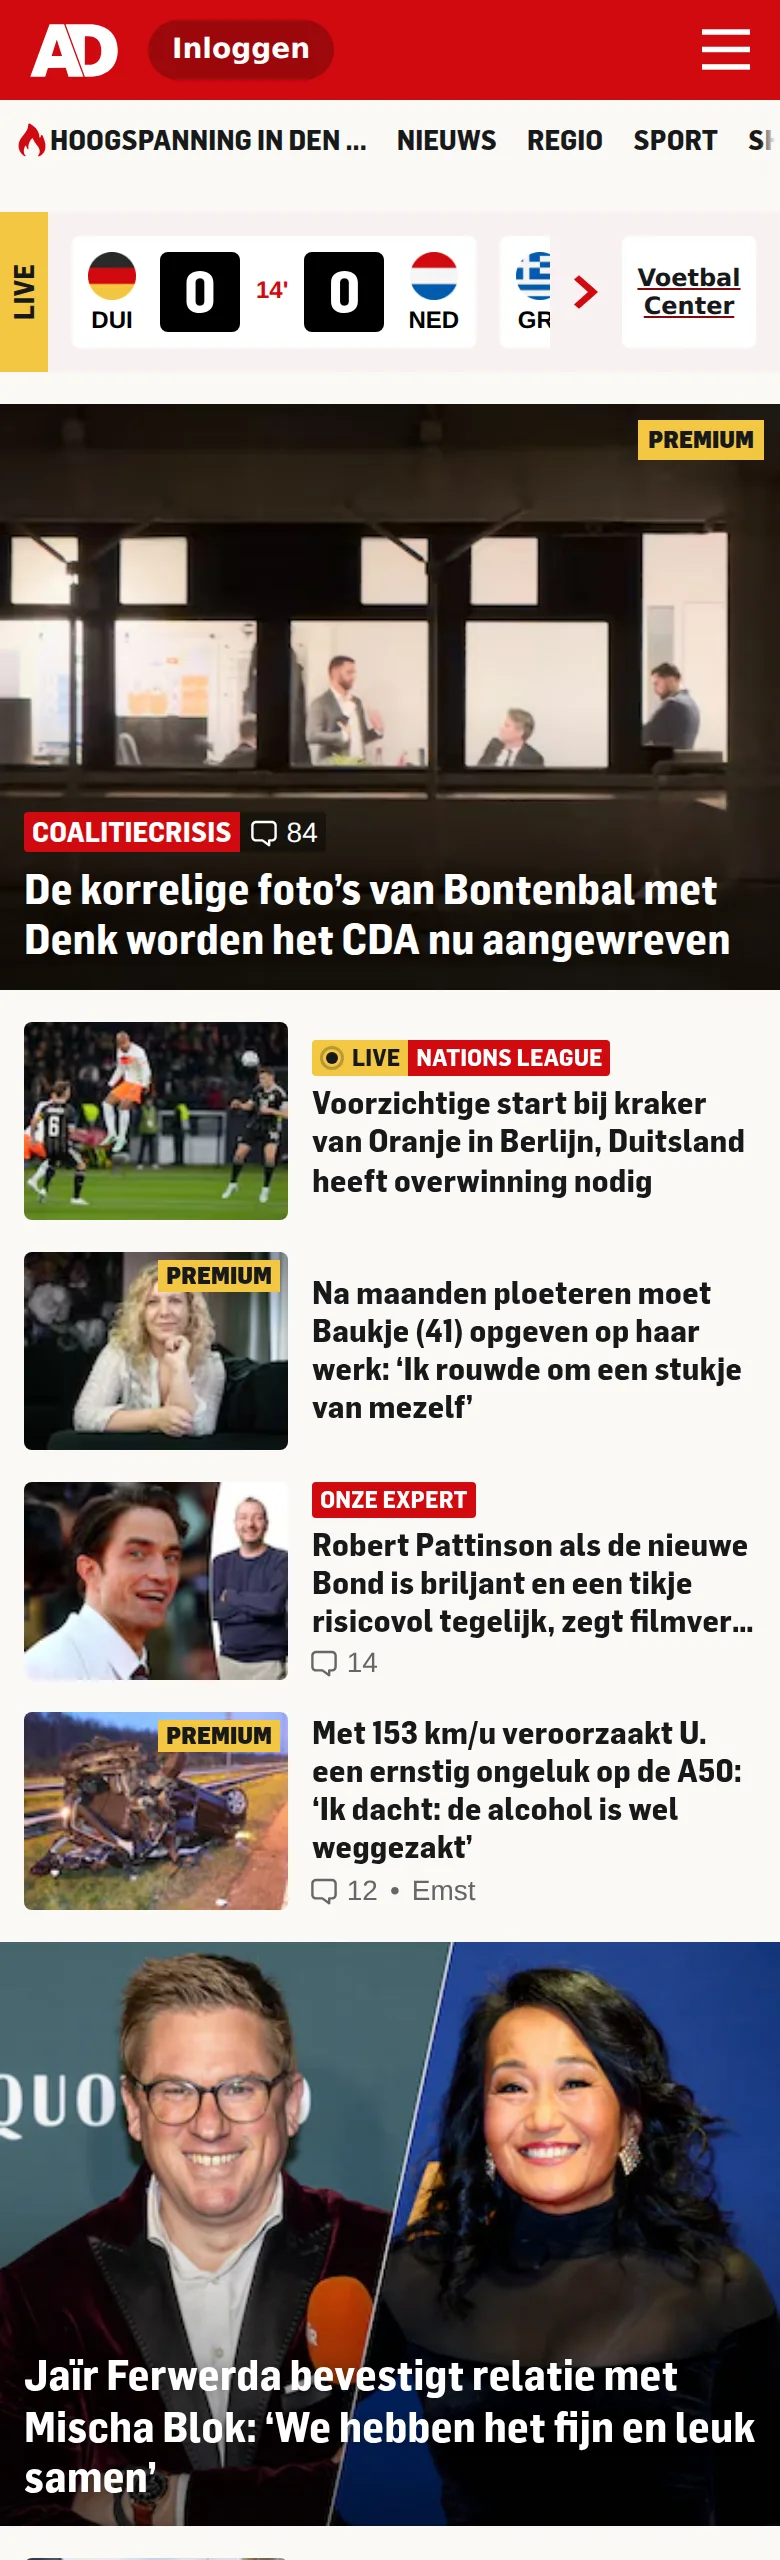 AD Inloggen
HOOGSPANNING IN DEN ... NIEUWS REGIO SPORT
LIVE
DUI 0 14' 0 NED
GR
Voetbal
Center
PREMIUM
COALITIECRISIS 84
De korrelige foto’s van Bontenbal met
Denk worden het CDA nu aangewreven
LIVE NATIONS LEAGUE
Voorzichtige start bij kraker
van Oranje in Berlijn, Duitsland
heeft overwinning nodig
6
PREMIUM
Na maanden ploeteren moet
Baukje (41) opgeven op haar
werk: ‘Ik rouwde om een stukje
van mezelf’
ONZE EXPERT
Robert Pattinson als de nieuwe
Bond is briljant en een tikje
risicovol tegelijk, zegt filmver...
14
PREMIUM
Met 153 km/u veroorzaakt U.
een ernstig ongeluk op de A50:
‘Ik dacht: de alcohol is wel
weggezakt’
12 • Emst
QUO
Jaïr Ferwerda bevestigt relatie met
Mischa Blok: ‘We hebben het fijn en leuk
samen’